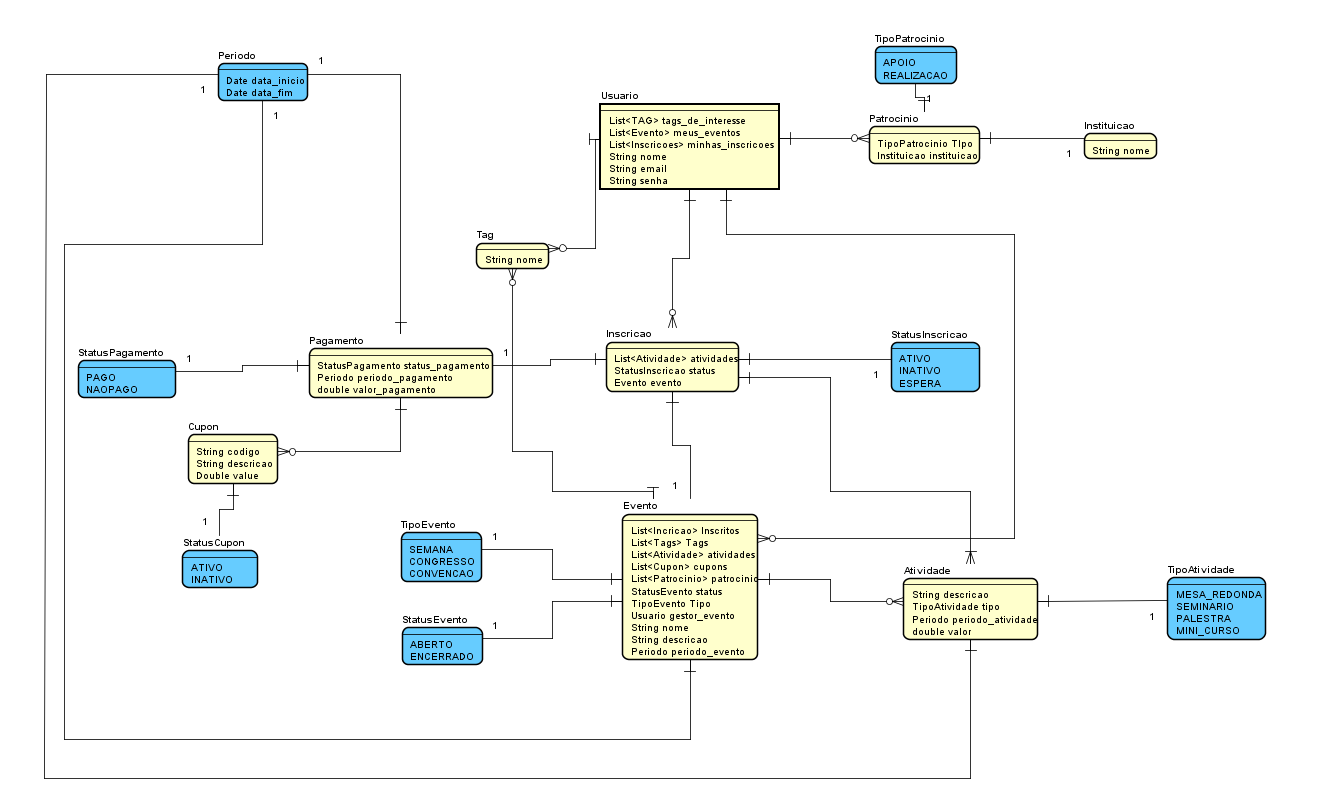 TipoPatrocinio
APOIO
REALIZACAO
1
Periodo
Date data_inicio
Date data_fim
1
1
1
Usuario
List<TAG> tags_de_interesse
List<Evento> meus_eventos
List<Inscricoes> minhas_inscricoes
String nome
String email
String senha
Patrocinio
TipoPatrocinio TIpo
Instituicao instituicao
Instituicao
String nome
1
Tag
String nome
StatusPagamento
PAGO
NAOPAGO
1
Pagamento
StatusPagamento status_pagamento
Periodo periodo_pagamento
double valor_pagamento
1
Inscricao
List<Atividade> atividades
StatusInscricao status
Evento evento
StatusInscricao
ATIVO
INATIVO
ESPERA
1
Cupon
String codigo
String descricao
Double value
1
StatusCupon
ATIVO
INATIVO
TipoEvento
SEMANA
CONGRESSO
CONVENCAO
1
StatusEvento
ABERTO
ENCERRADO
1
1
Evento
List<Incricao> Inscritos
List<Tags> Tags
List<Atividade> atividades
List<Cupon> cupons
List<Patrocinio> patrocinio
StatusEvento status
TipoEvento Tipo
Usuario gestor_evento
String nome
String descricao
Periodo periodo_evento
Atividade
String descricao
TipoAtividade tipo
Periodo periodo_atividade
double valor
TipoAtividade
MESA_REDONDA
SEMINARIO
PALESTRA
MINI_CURSO
1